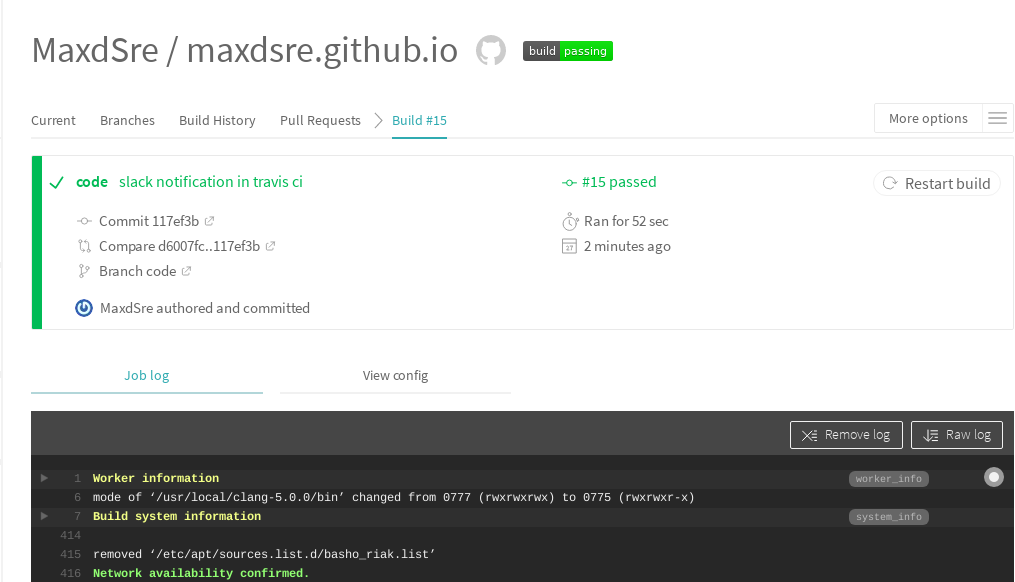 MaxdSre / maxdsre.github.io build passing
Current Branches Build History Pull Requests Build #15 More options
code slack notification in travis ci #15 passed Restart build
Commit 117ef3b Ran for 52 sec
Compare d6007fc..117ef3b 2 minutes ago
Branch code
MaxdSre authored and committed
Job log View config
Remove log Raw log
1 Worker information worker_info
6 mode of ‘/usr/local/clang-5.0.0/bin’ changed from 0777 (rwxrwxrwx) to 0775 (rwxrwxr-x)
7 Build system information system_info
414
415 removed ‘/etc/apt/sources.list.d/basho_riak.list’
416 Network availability confirmed.